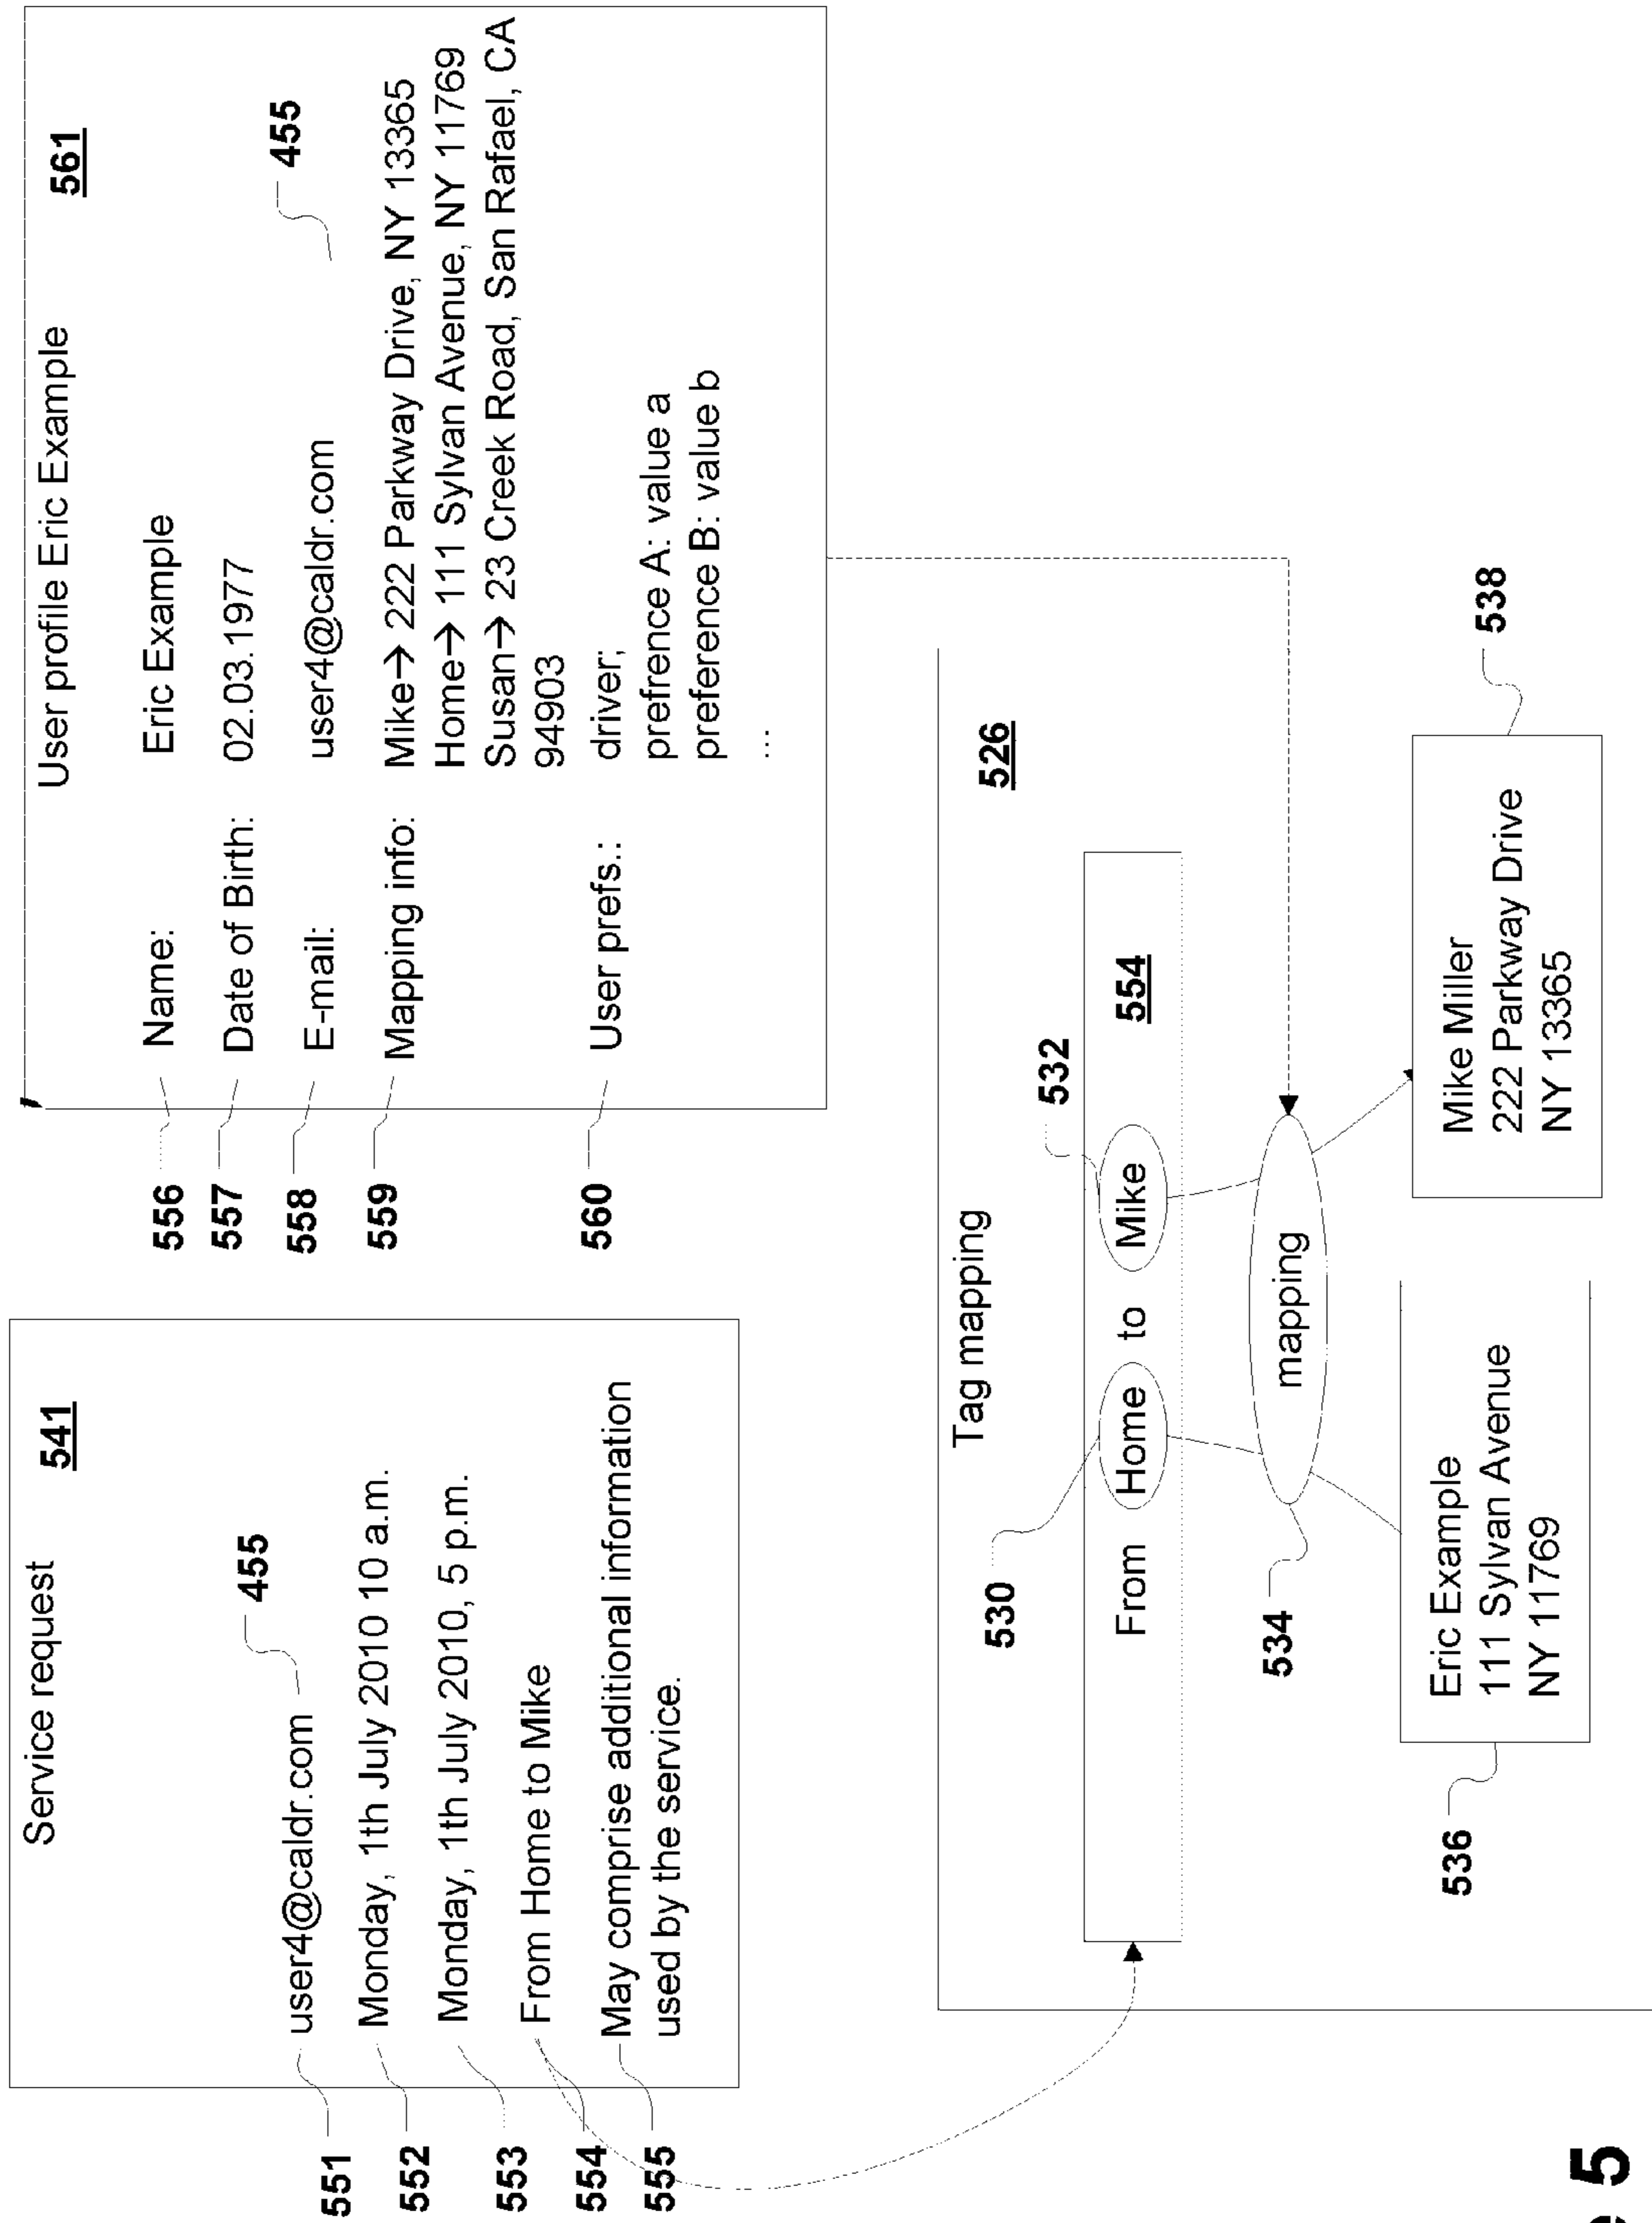 Service request
541
455
551
user4@caldr.com
552
Monday, 1th July 2010 10 a.m.
553
Monday, 1th July 2010, 5 p.m.
554
From Home to Mike
555
May comprise additional information
used by the service.
User profile Eric Example
561
556
Name: Eric Example
557
Date of Birth: 02.03.1977
455
558
E-mail: user4@caldr.com
559
Mapping info: Mike→ 222 Parkway Drive, NY 13365
Home→ 111 Sylvan Avenue, NY 11769
Susan→ 23 Creek Road, San Rafael, CA
94903
560
User prefs.: driver;
prefrence A: value a
preference B: value b
...
Tag mapping
526
530
532
From Home to Mike
554
534
mapping
536
Eric Example
111 Sylvan Avenue
NY 11769
538
Mike Miller
222 Parkway Drive
NY 13365
5